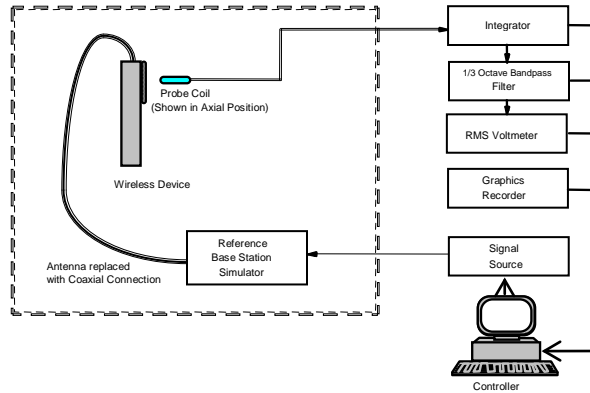 Integrator
1/3 Octave Bandpass
Filter
RMS Voltmeter
Graphics
Recorder
Probe Coil
(Shown in Axial Position)
Wireless Device
Reference
Base Station
Simulator
Signal
Source
Antenna replaced
with Coaxial Connection
Controller